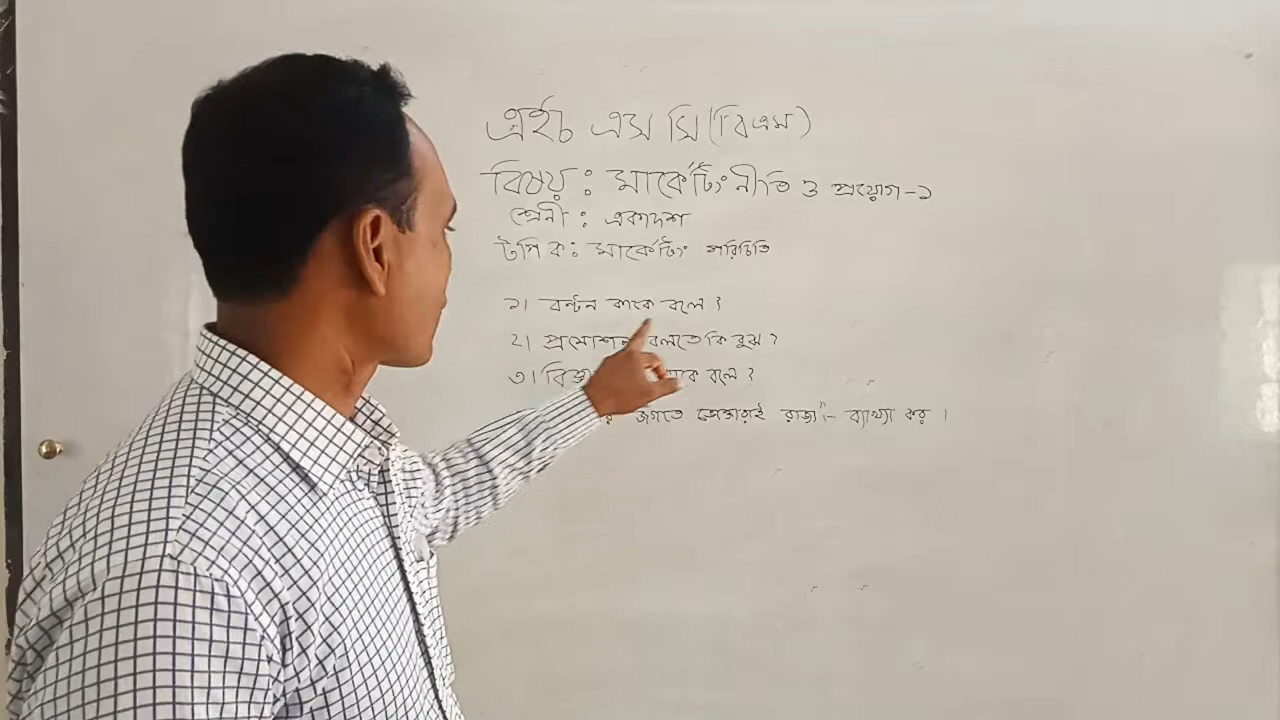 এইচ এস সি (বিএম)
বিষয় : মার্কেটিং নীতি ও প্রয়োগ-১
শ্রেনী : একাদশ
টপিক : মার্কেটিং পরিচিতি
১। বন্টন কাকে বলে ?
২। প্রমোশন বলতে কি বুঝ ?
৩। বলে ?
জগতে ভোক্তারাই রাজা"- ব্যাখ্যা কর ।